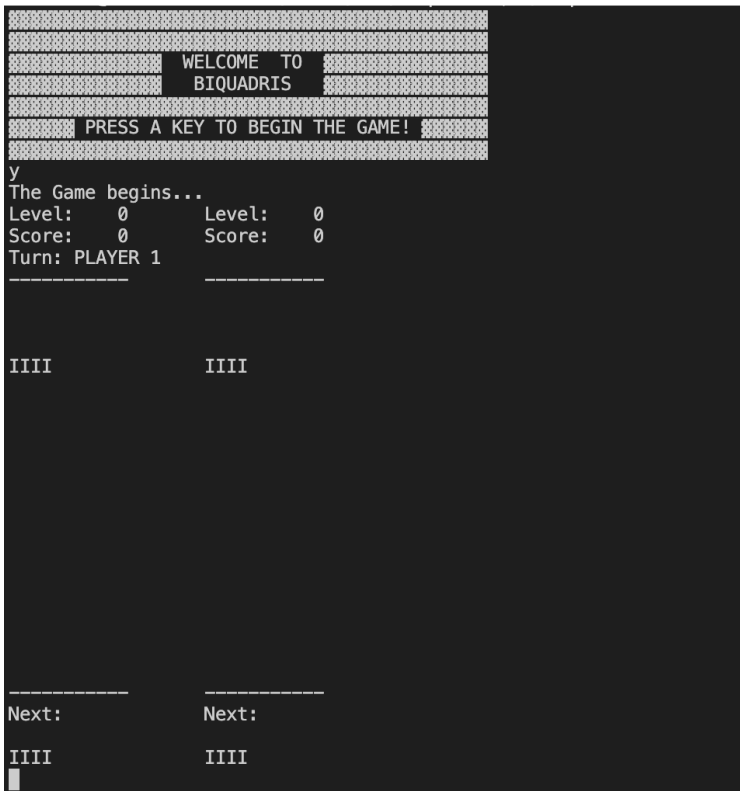 WELCOME  TO
BIQUADRIS
PRESS A KEY TO BEGIN THE GAME!
y
The Game begins...
Level:    0       Level:    0
Score:    0       Score:    0
Turn: PLAYER 1
-----------       -----------
IIII              IIII
-----------       -----------
Next:             Next:
IIII              IIII